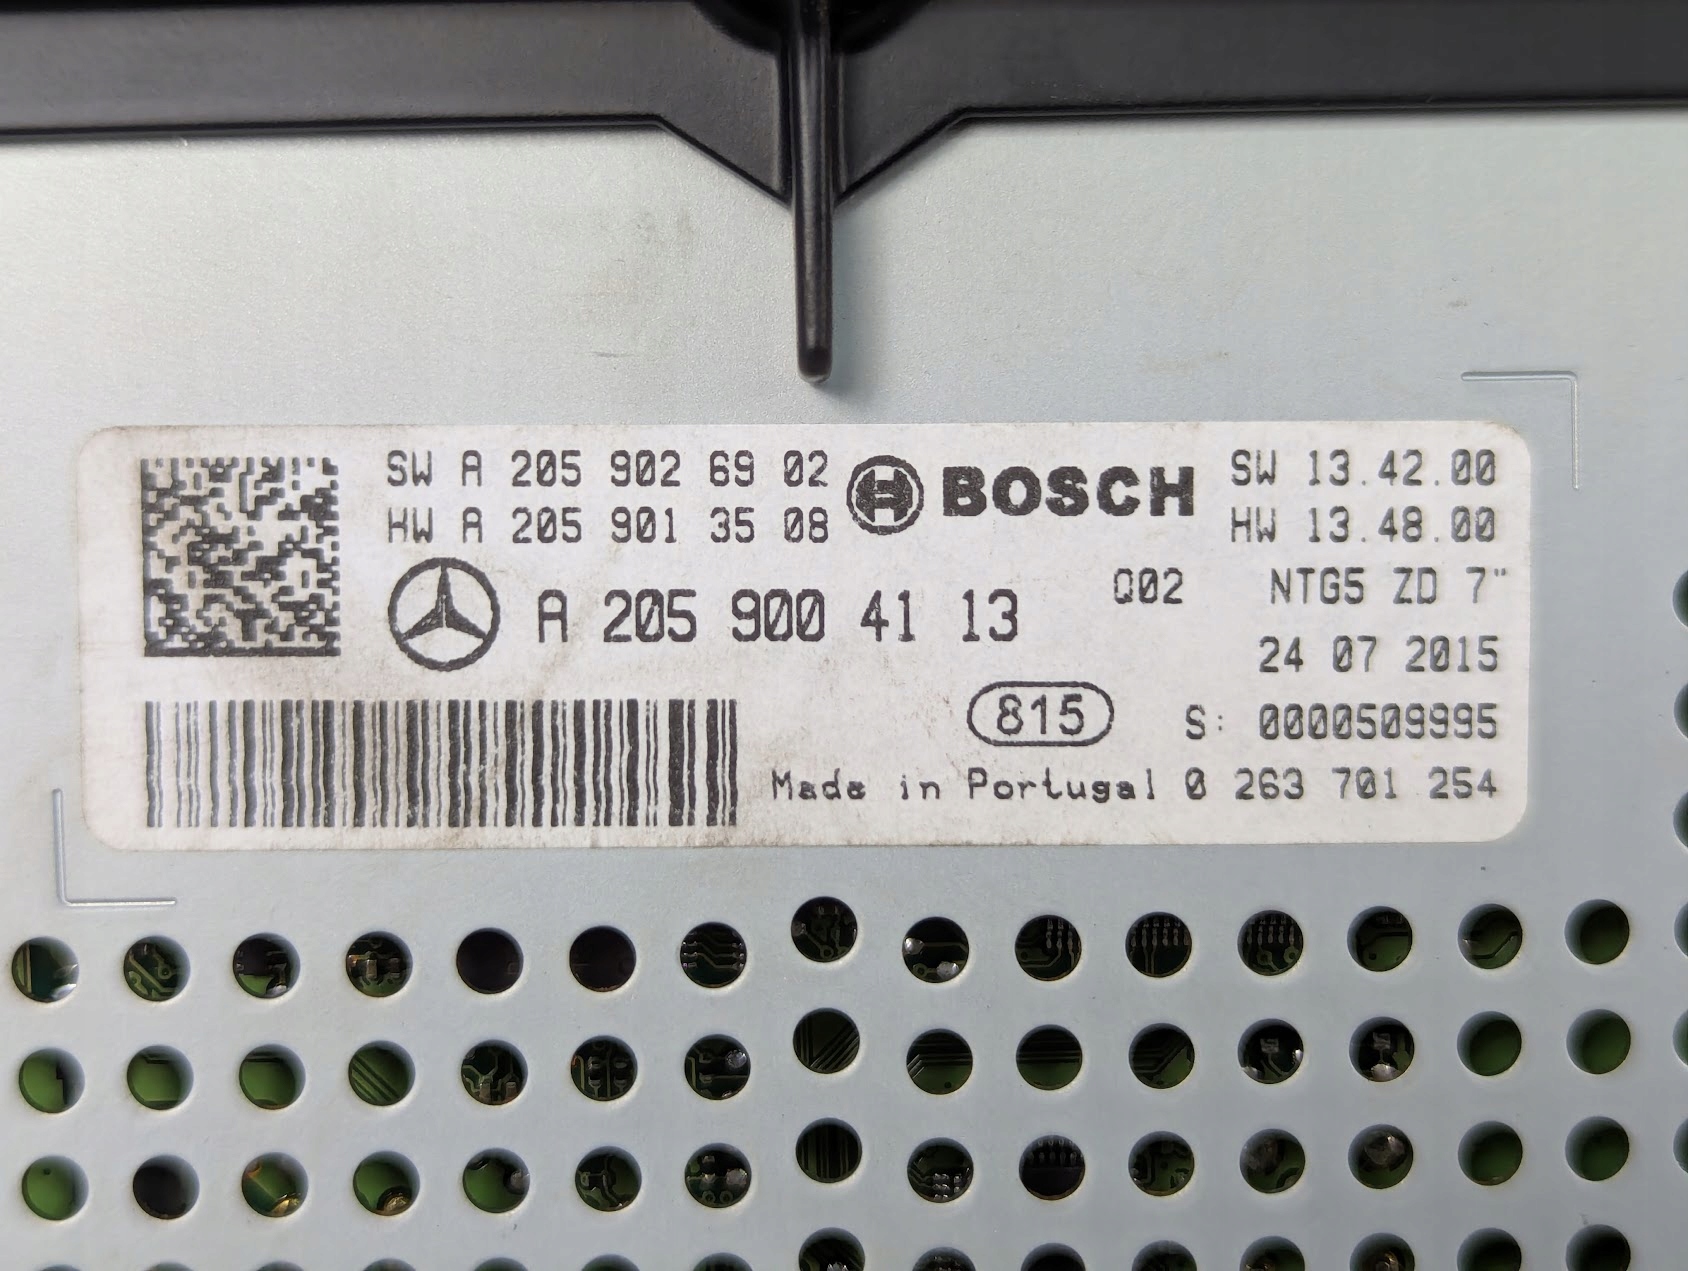 SW A 205 902 69 02
HW A 205 901 35 08
BOSCH
SW 13.42.00
HW 13.48.00
A 205 900 41 13
Q02 NTG5 ZD 7"
24 07 2015
815
S: 0000509995
Made in Portugal 0 263 701 254